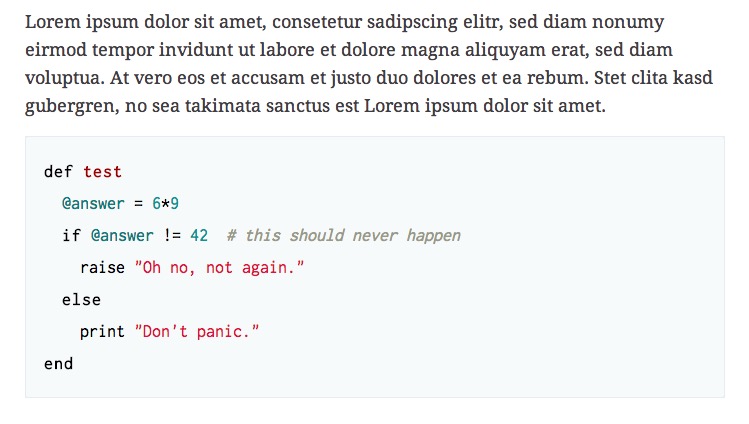 Lorem ipsum dolor sit amet, consetetur sadipscing elitr, sed diam nonumy
eirmod tempor invidunt ut labore et dolore magna aliquyam erat, sed diam
voluptua. At vero eos et accusam et justo duo dolores et ea rebum. Stet clita kasd
gubergren, no sea takimata sanctus est Lorem ipsum dolor sit amet.
def test
  @answer = 6*9
  if @answer != 42  # this should never happen
    raise "Oh no, not again."
  else
    print "Don't panic."
end